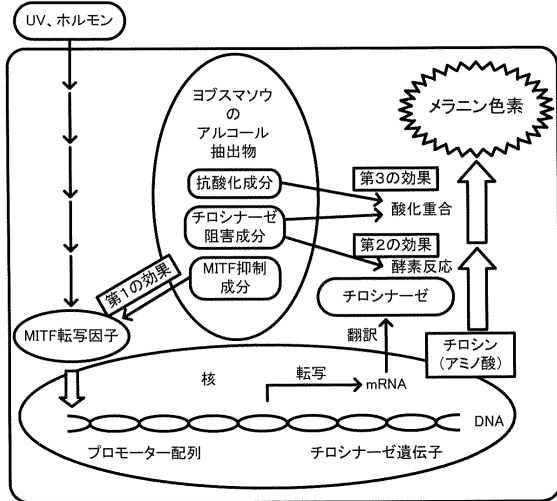 UV、ホルモン
ヨブスマソウ
の
アルコール
抽出物
抗酸化成分
チロシナーゼ
阻害成分
MITF抑制
成分
メラニン色素
第3の効果
酸化重合
第2の効果
酵素反応
チロシナーゼ
第1の効果
MITF転写因子
翻訳
チロシン
(アミノ酸)
核
転写
mRNA
DNA
プロモーター配列
チロシナーゼ遺伝子